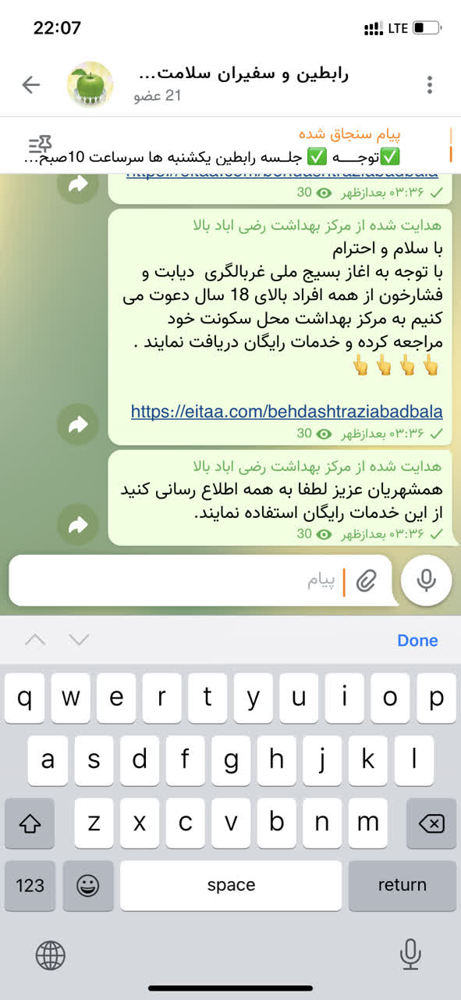 22:07
LTE
رابطین و سفیران سلامت...
21 عضو
پیام سنجاق شده
✅توجـــه ✅ جلـسه رابطین یکشنبه ها سرساعت 10صبح...
https://eitaa.com/behdashtraziabadbala
30 ۰۳:۳۶ بعدازظهر
هدایت شده از مرکز بهداشت رضی اباد بالا
با سلام و احترام
با توجه به اغاز بسیج ملی غربالگری دیابت و
فشارخون از همه افراد بالای 18 سال دعوت می
کنیم به مرکز بهداشت محل سکونت خود
مراجعه کرده و خدمات رایگان دریافت نمایند .
👆👆👆👆
https://eitaa.com/behdashtraziabadbala
30 ۰۳:۳۶ بعدازظهر
هدایت شده از مرکز بهداشت رضی اباد بالا
همشهریان عزیز لطفا به همه اطلاع رسانی کنید
از این خدمات رایگان استفاده نمایند.
30 ۰۳:۳۶ بعدازظهر
پیام
Done
q w e r t y u i o p
a s d f g h j k l
z x c v b n m
123 space return